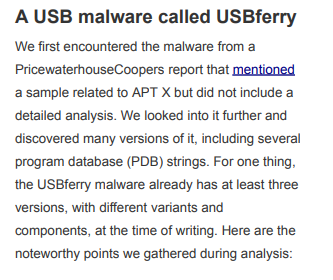 A USB malware called USBferry
We first encountered the malware from a
PricewaterhouseCoopers report that mentioned
a sample related to APT X but did not include a
detailed analysis. We looked into it further and
discovered many versions of it, including several
program database (PDB) strings. For one thing,
the USBferry malware already has at least three
versions, with different variants and
components, at the time of writing. Here are the
noteworthy points we gathered during analysis: